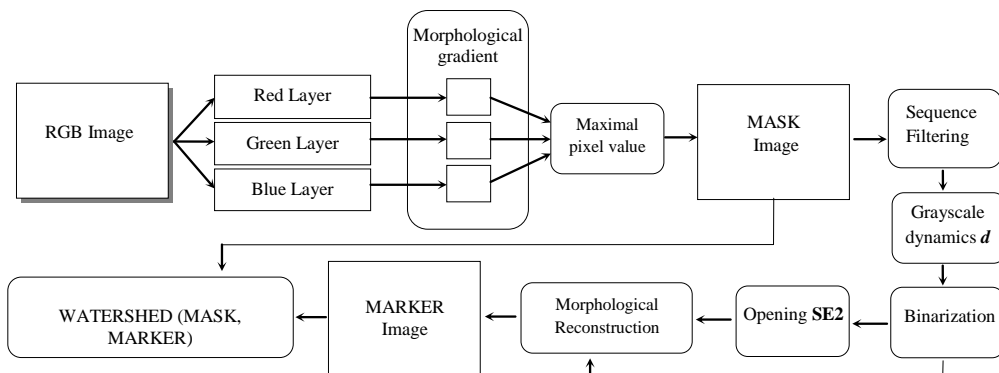 Morphological
gradient
RGB Image
Red Layer
Green Layer
Blue Layer
Maximal
pixel value
MASK
Image
Sequence
Filtering
Grayscale
dynamics d
WATERSHED (MASK,
MARKER)
MARKER
Image
Morphological
Reconstruction
Opening SE2
Binarization